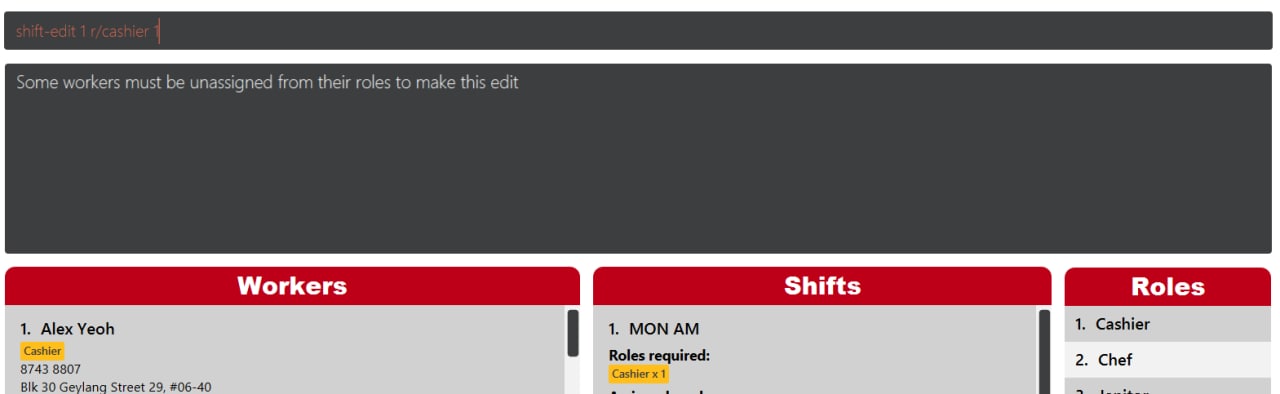 shift-edit 1 r/cashier 1
Some workers must be unassigned from their roles to make this edit
Workers
1. Alex Yeoh
Cashier
8743 8807
Blk 30 Geylang Street 29, #06-40
Shifts
1. MON AM
Roles required:
Cashier x 1
Roles
1. Cashier
2. Chef